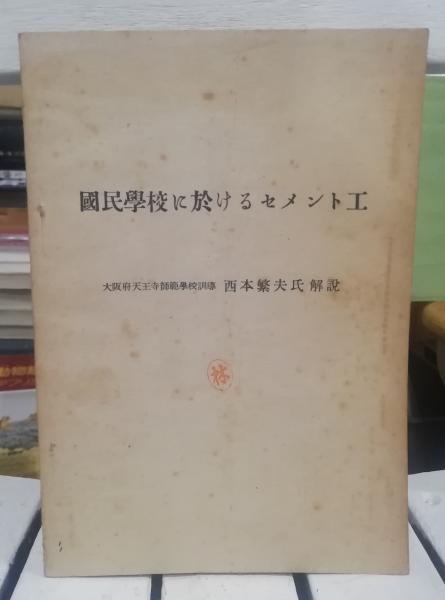 國民學校に於けるセメント工
大阪府天王寺師範學校訓導 西本繁夫氏解說
林